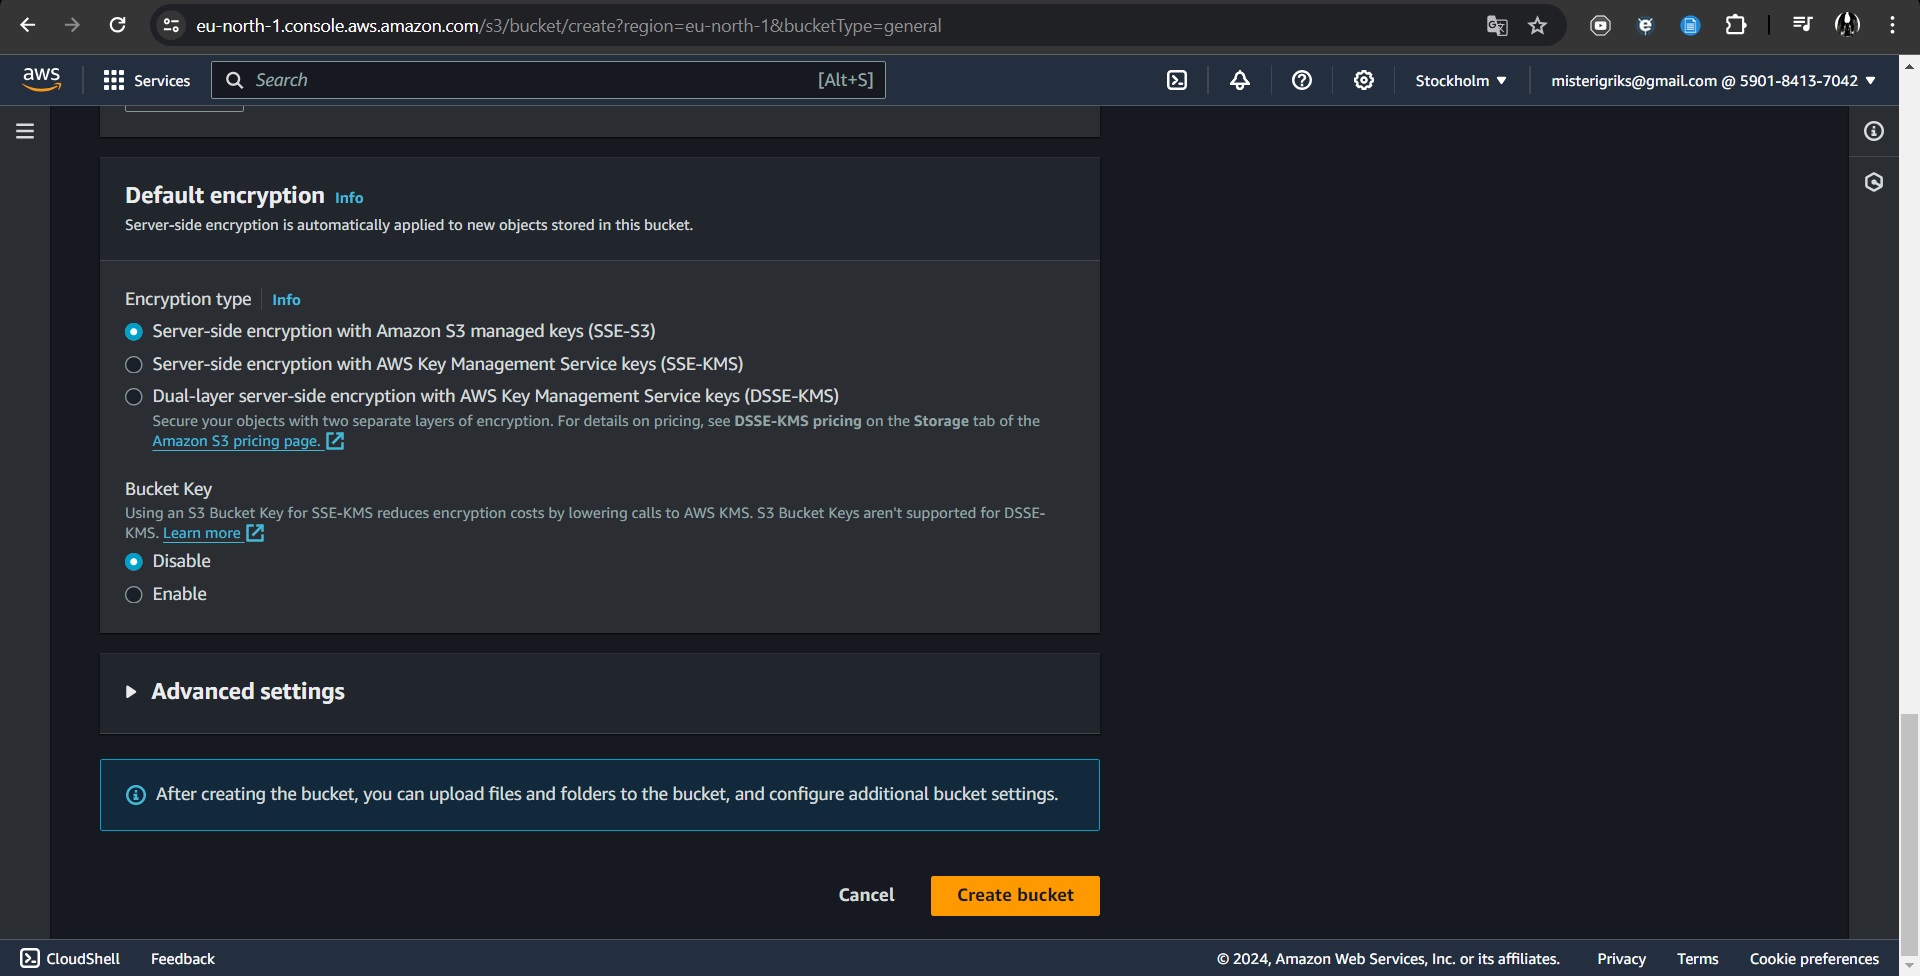 eu-north-1.console.aws.amazon.com/s3/bucket/create?region=eu-north-1&bucketType=general
aws
Services
Search
[Alt+S]
Stockholm
misterigriks@gmail.com @ 5901-8413-7042
Default encryption Info
Server-side encryption is automatically applied to new objects stored in this bucket.
Encryption type Info
Server-side encryption with Amazon S3 managed keys (SSE-S3)
Server-side encryption with AWS Key Management Service keys (SSE-KMS)
Dual-layer server-side encryption with AWS Key Management Service keys (DSSE-KMS)
Secure your objects with two separate layers of encryption. For details on pricing, see DSSE-KMS pricing on the Storage tab of the
Amazon S3 pricing page.
Bucket Key
Using an S3 Bucket Key for SSE-KMS reduces encryption costs by lowering calls to AWS KMS. S3 Bucket Keys aren't supported for DSSE-
KMS. Learn more
Disable
Enable
Advanced settings
After creating the bucket, you can upload files and folders to the bucket, and configure additional bucket settings.
Cancel
Create bucket
CloudShell
Feedback
© 2024, Amazon Web Services, Inc. or its affiliates.
Privacy
Terms
Cookie preferences